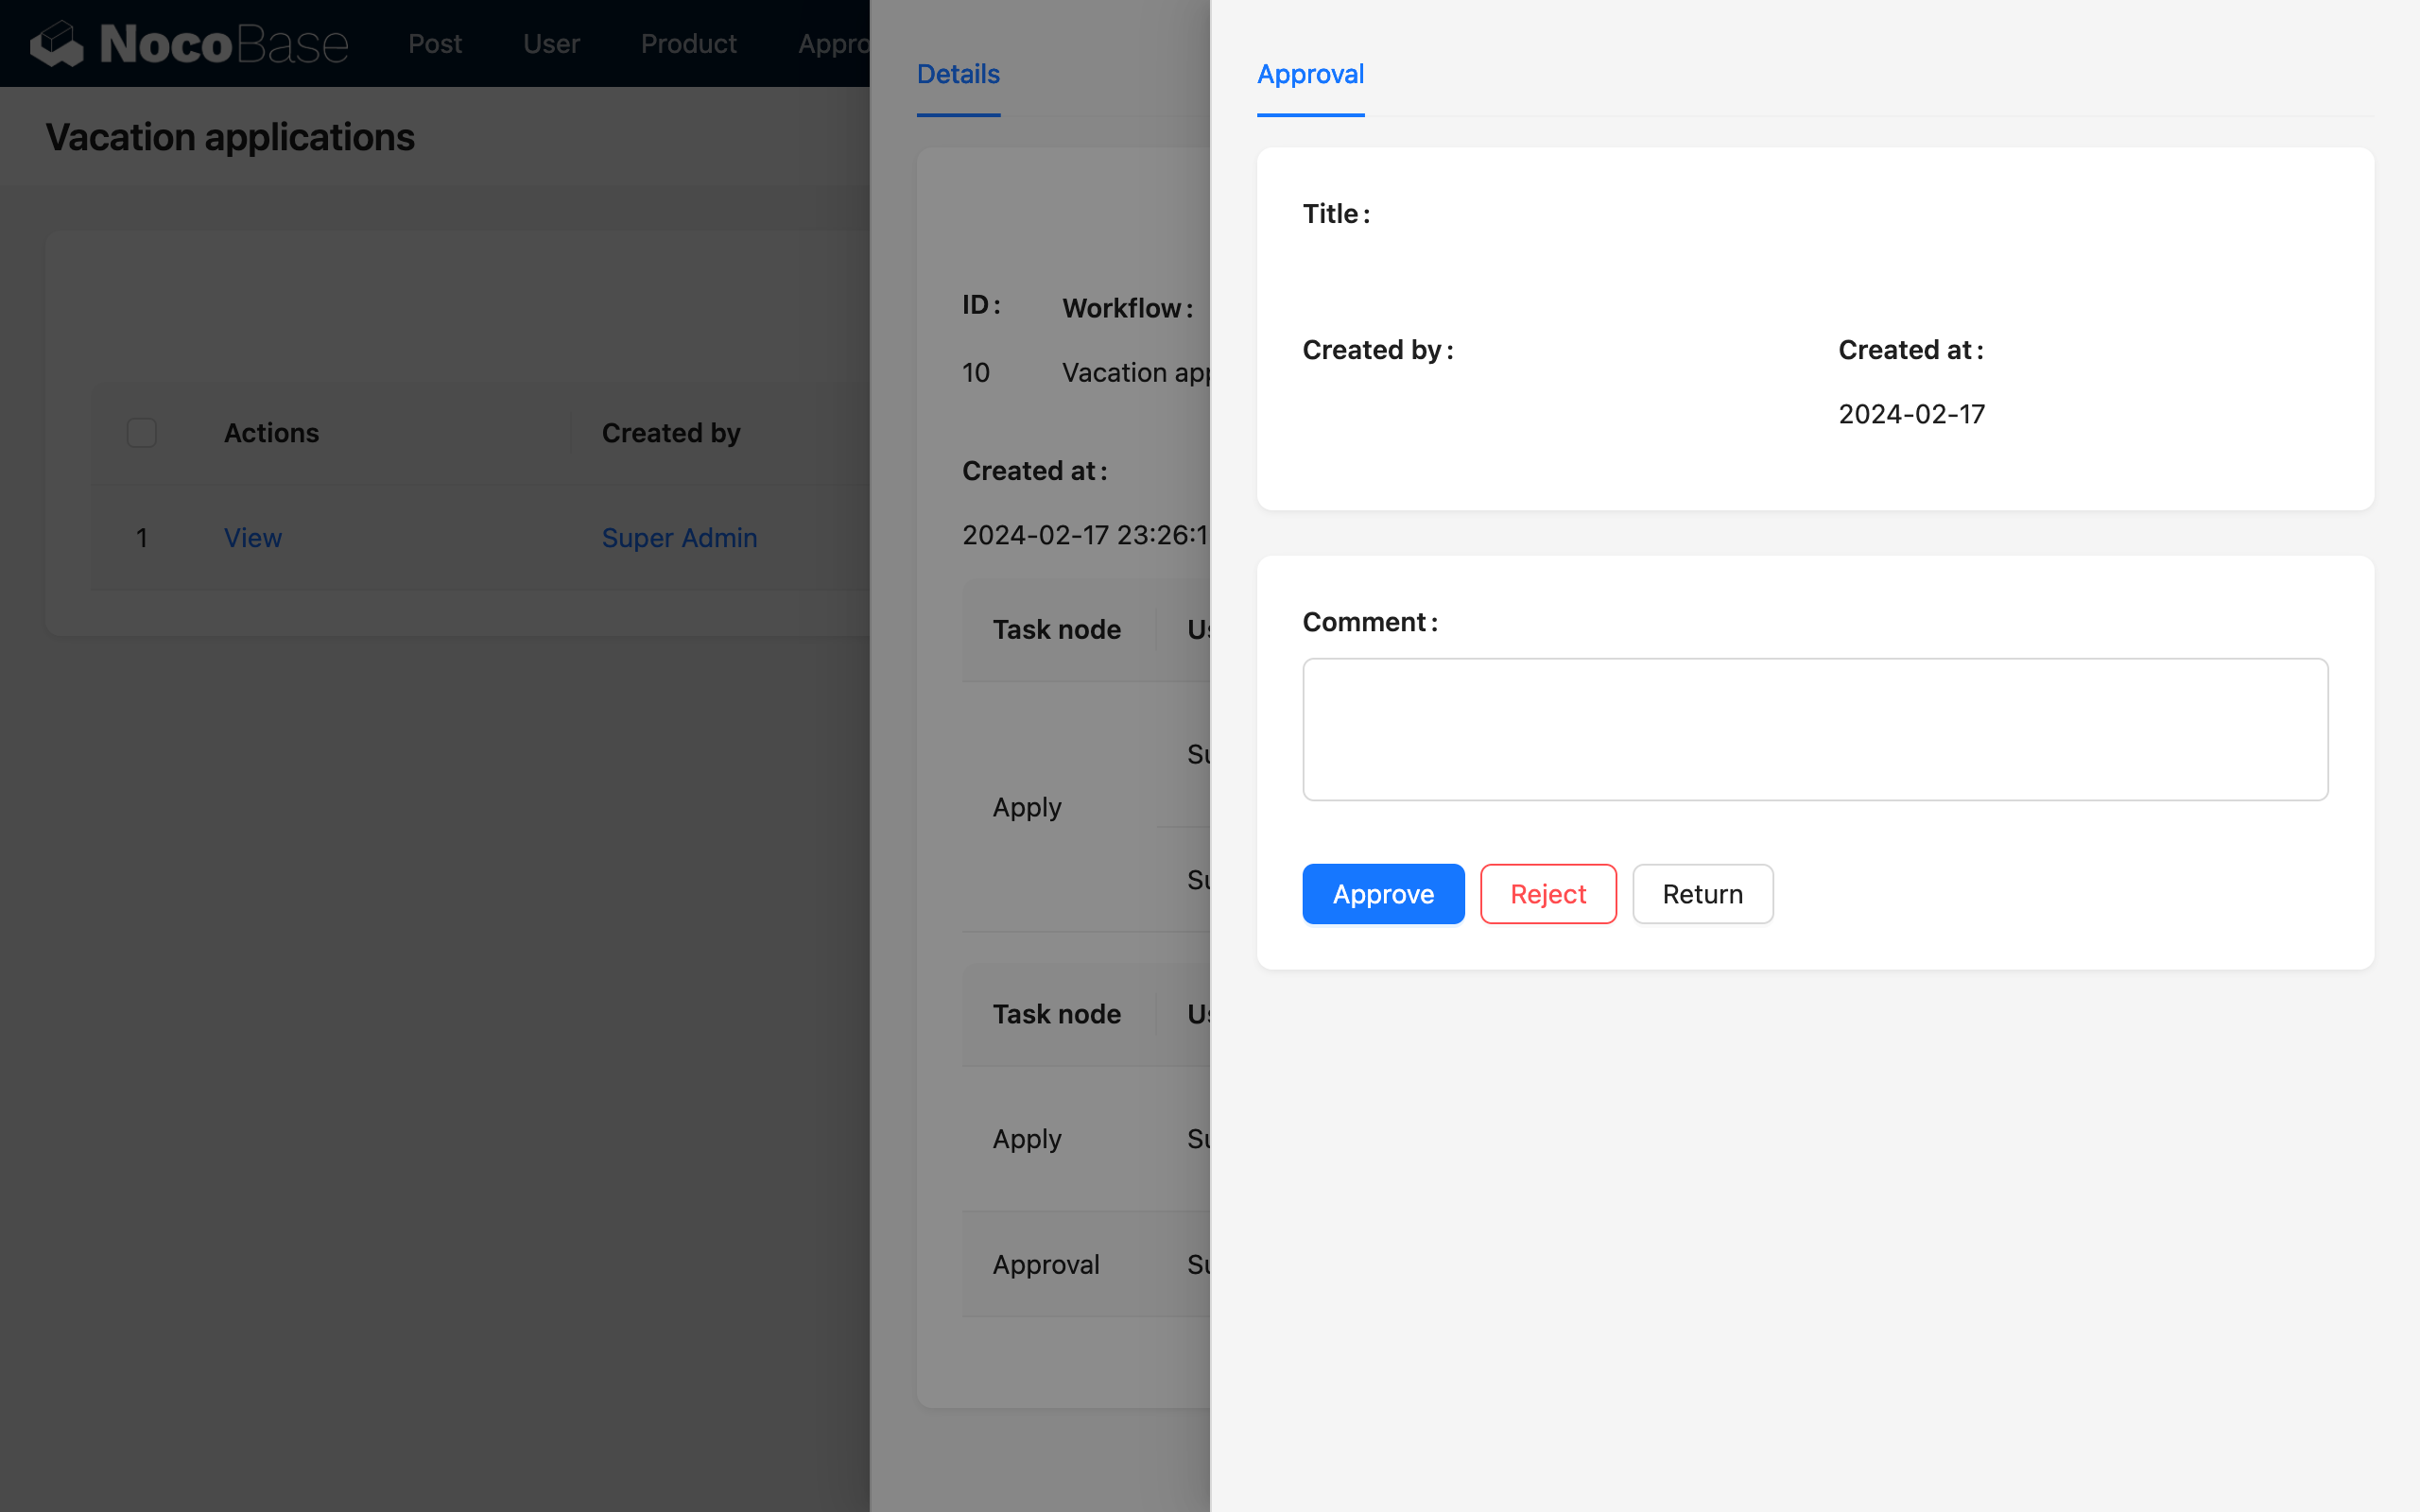 NocoBase Post User Product Appro
Vacation applications
Actions Created by
1 View Super Admin
Details
ID: Workflow:
10 Vacation app
Created at:
2024-02-17 23:26:1
Task node Us
Su
Apply
Su
Task node Us
Apply Su
Approval Su
Approval
Title:
Created by: Created at:
2024-02-17
Comment:
Approve Reject Return